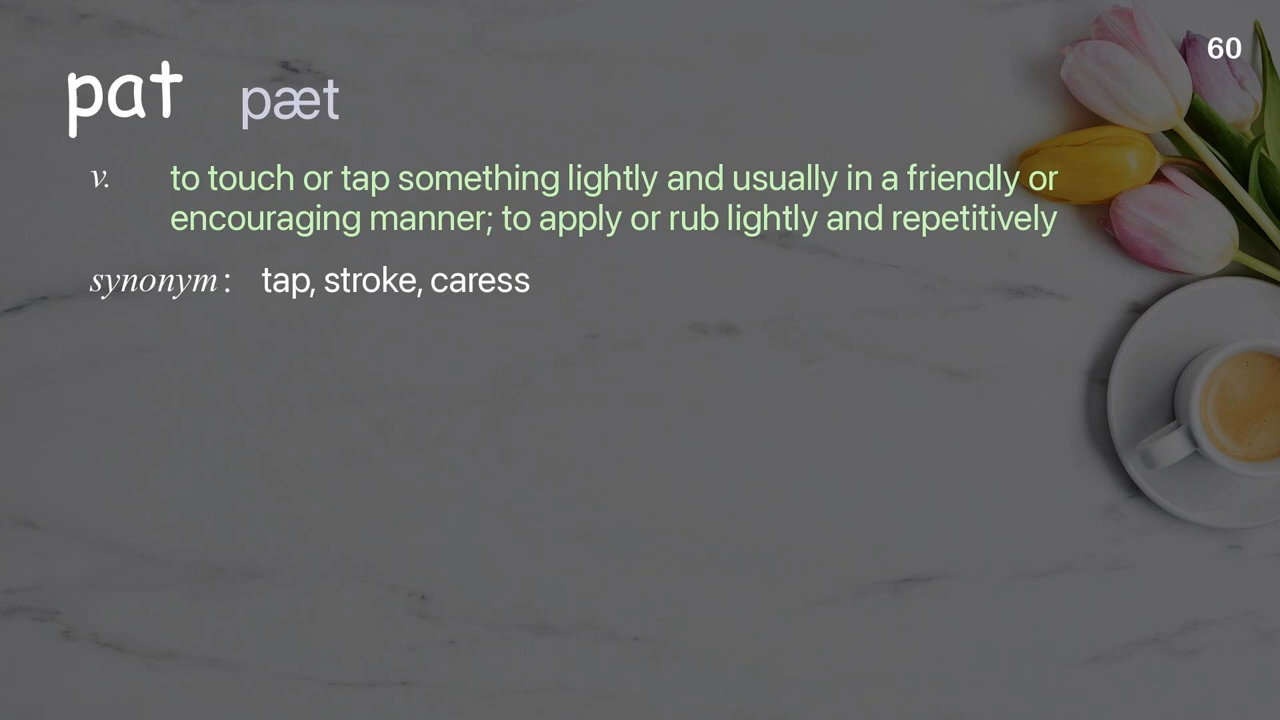 60
pat pæt
v. to touch or tap something lightly and usually in a friendly or
encouraging manner; to apply or rub lightly and repetitively
synonym: tap, stroke, caress